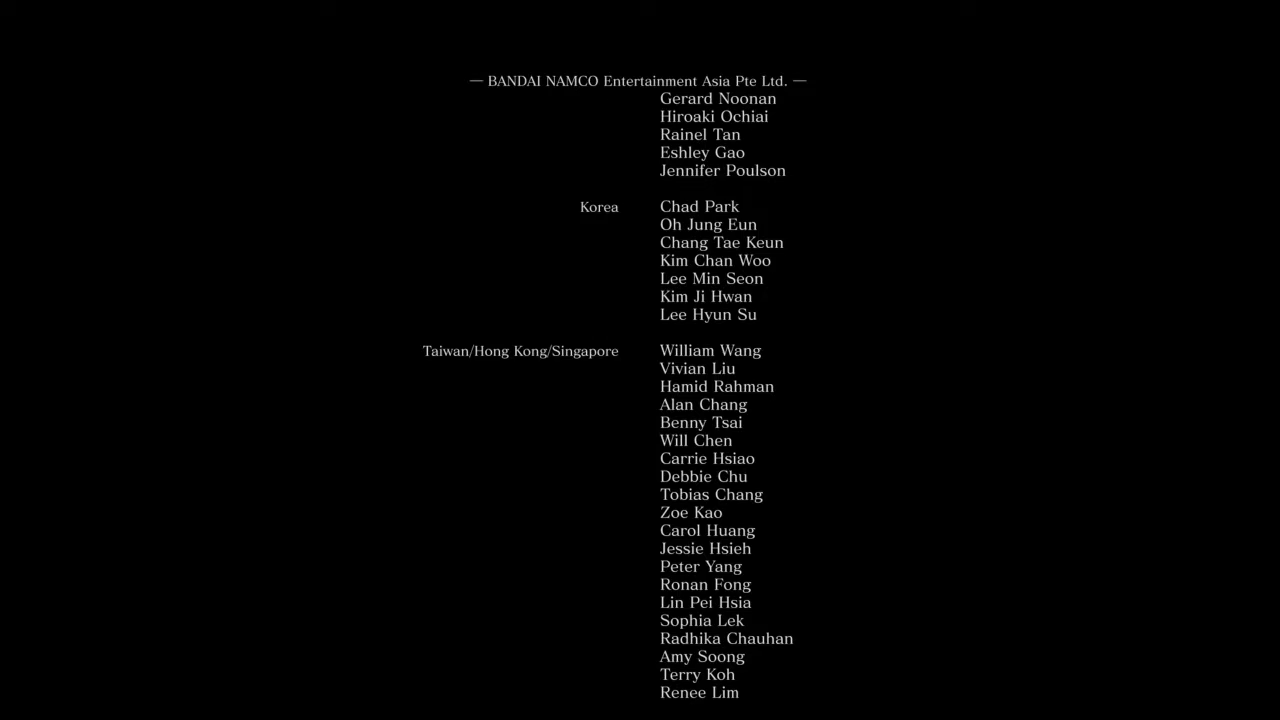 — BANDAI NAMCO Entertainment Asia Pte Ltd. —
Gerard Noonan
Hiroaki Ochiai
Rainel Tan
Eshley Gao
Jennifer Poulson
Korea Chad Park
Oh Jung Eun
Chang Tae Keun
Kim Chan Woo
Lee Min Seon
Kim Ji Hwan
Lee Hyun Su
Taiwan/Hong Kong/Singapore William Wang
Vivian Liu
Hamid Rahman
Alan Chang
Benny Tsai
Will Chen
Carrie Hsiao
Debbie Chu
Tobias Chang
Zoe Kao
Carol Huang
Jessie Hsieh
Peter Yang
Ronan Fong
Lin Pei Hsia
Sophia Lek
Radhika Chauhan
Amy Soong
Terry Koh
Renee Lim